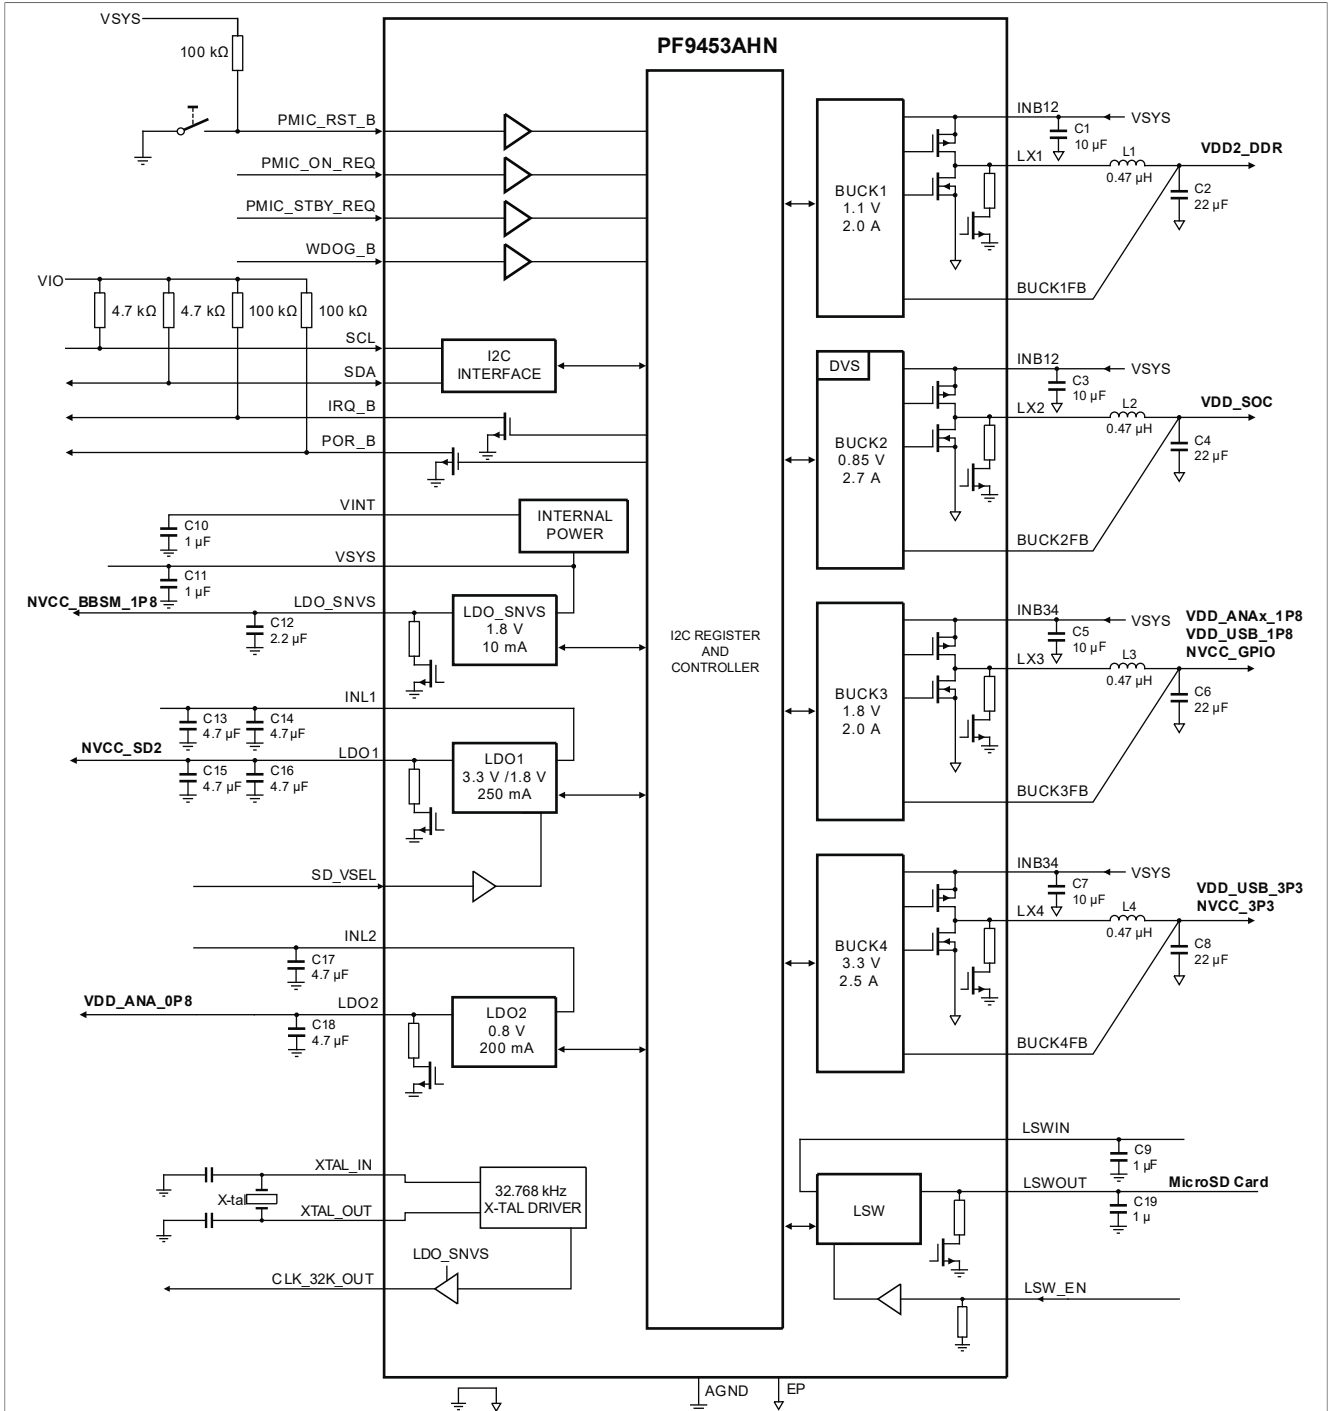 VSYS
100 kΩ
PF9453AHN
PMIC_RST_B
PMIC_ON_REQ
PMIC_STBY_REQ
WDOG_B
VIO
4.7 kΩ
4.7 kΩ
100 kΩ
100 kΩ
SCL
SDA
I2C
INTERFACE
IRQ_B
POR_B
VINT
C10
1 µF
INTERNAL
POWER
VSYS
C11
1 µF
NVCC_BBSM_1P8
LDO_SNVS
C12
2.2 µF
LDO_SNVS
1.8 V
10 mA
INL1
C13
4.7 µF
C14
4.7µF
NVCC_SD2
LDO1
C15
4.7 µF
C16
4.7 µF
LDO1
3.3 V /1.8 V
250 mA
SD_VSEL
INL2
C17
4.7 µF
VDD_ANA_0P8
LDO2
C18
4.7 µF
LDO2
0.8 V
200 mA
XTAL_IN
X-tal
XTAL_OUT
32.768 kHz
X-TAL DRIVER
LDO_SNVS
CLK_32K_OUT
I2C REGISTER
AND
CONTROLLER
BUCK1
1.1 V
2.0 A
INB12
VSYS
C1
10 µF
LX1
L1
0.47 µH
VDD2_DDR
C2
22 µF
BUCK1FB
DVS
BUCK2
0.85 V
2.7 A
INB12
VSYS
C3
10 µF
LX2
L2
0.47 µH
VDD_SOC
C4
22 µF
BUCK2FB
BUCK3
1.8 V
2.0 A
INB34
VSYS
C5
10 µF
LX3
L3
0.47 µH
VDD_ANAx_1P8
VDD_USB_1P8
NVCC_GPIO
C6
22 µF
BUCK3FB
BUCK4
3.3 V
2.5 A
INB34
VSYS
C7
10 µF
LX4
L4
0.47 µH
VDD_USB_3P3
NVCC_3P3
C8
22 µF
BUCK4FB
LSWIN
C9
1 µF
LSW
LSWOUT
MicroSD Card
C19
1 µ
LSW_EN
AGND
EP